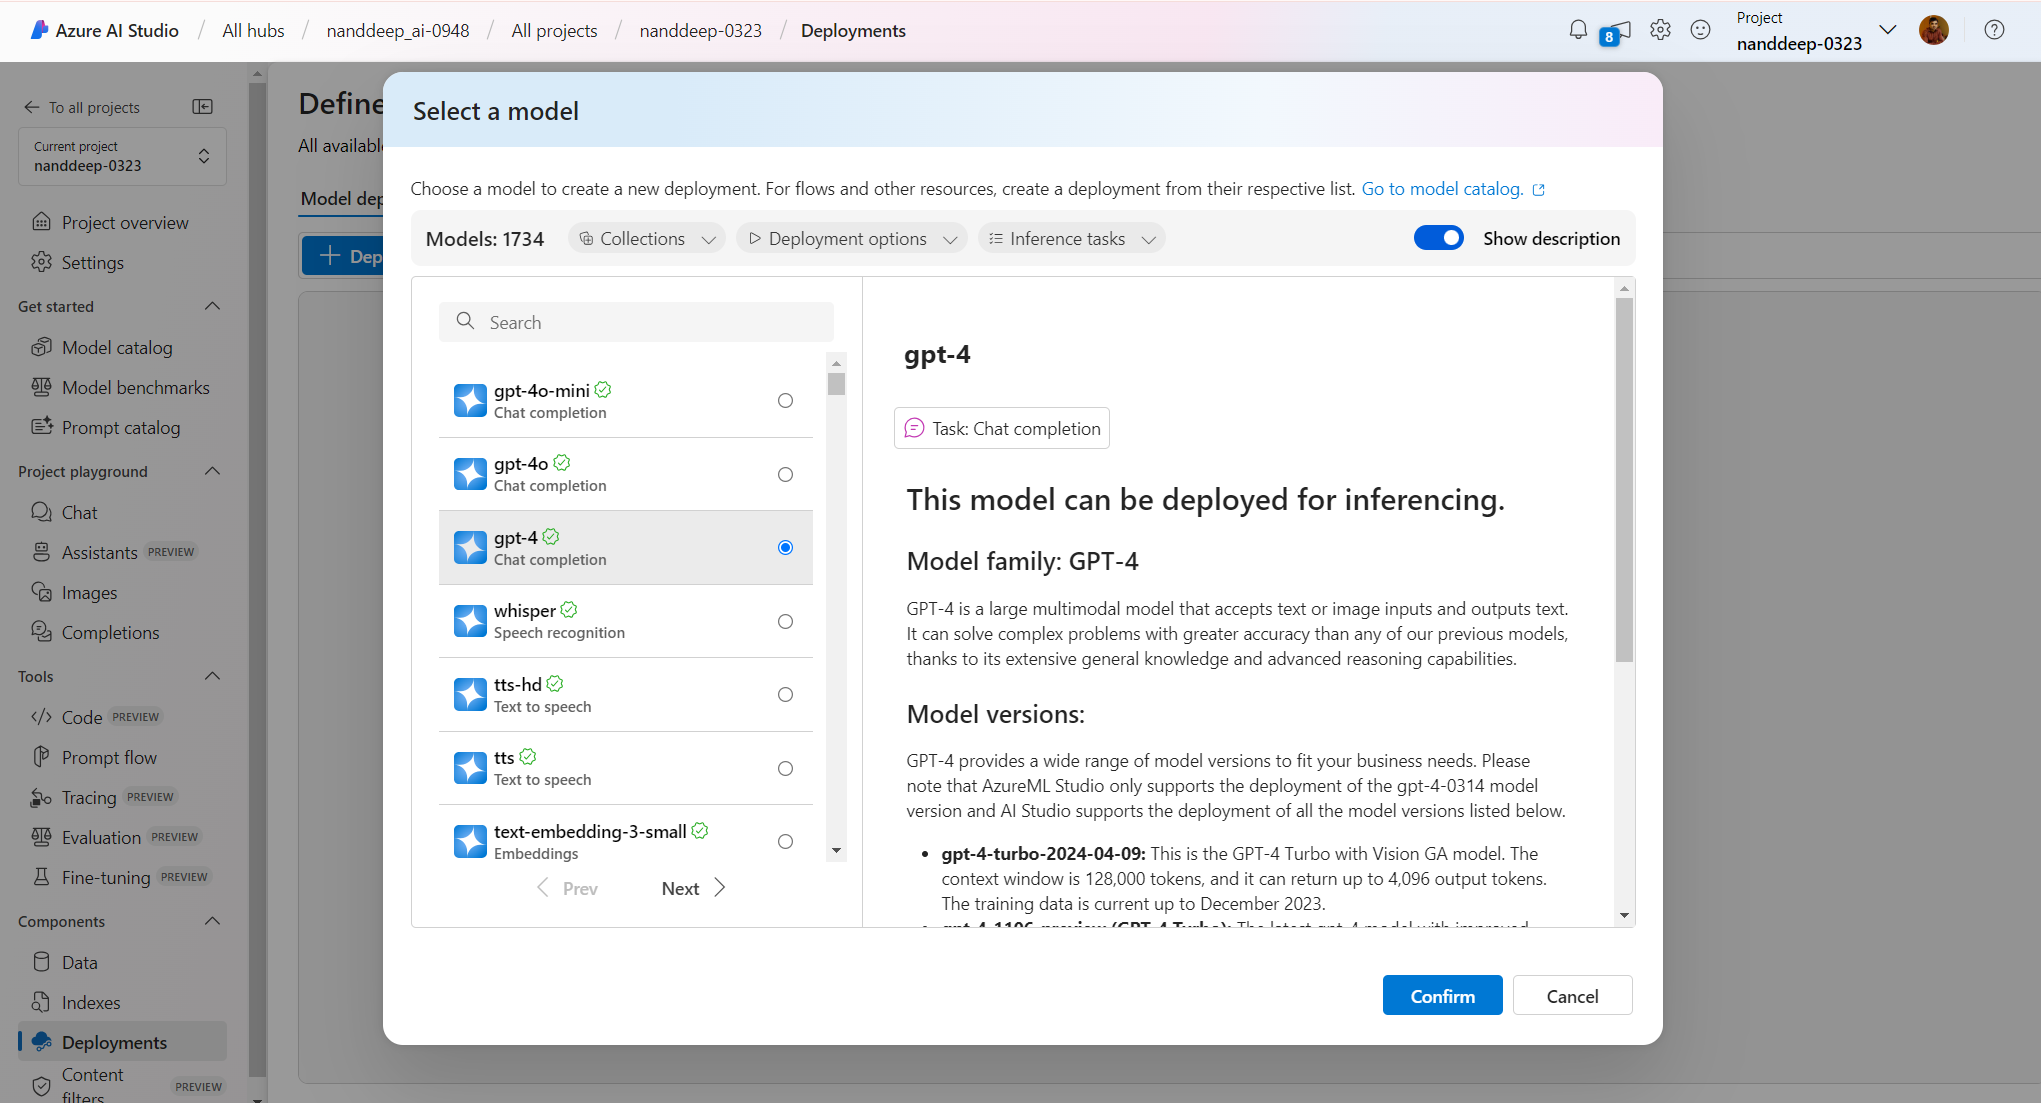 Azure AI Studio / All hubs / nanddeep_ai-0948 / All projects / nanddeep-0323 / Deployments
8
Project
nanddeep-0323
To all projects
Current project
nanddeep-0323
Project overview
Settings
Get started
Model catalog
Model benchmarks
Prompt catalog
Project playground
Chat
Assistants PREVIEW
Images
Completions
Tools
Code PREVIEW
Prompt flow
Tracing PREVIEW
Evaluation PREVIEW
Fine-tuning PREVIEW
Components
Data
Indexes
Deployments
Content
filters PREVIEW
Define
All availabl
Model dep
Dep
Select a model
Choose a model to create a new deployment. For flows and other resources, create a deployment from their respective list. Go to model catalog.
Models: 1734 Collections Deployment options Inference tasks Show description
Search
gpt-4o-mini
Chat completion
gpt-4o
Chat completion
gpt-4
Chat completion
whisper
Speech recognition
tts-hd
Text to speech
tts
Text to speech
text-embedding-3-small
Embeddings
Prev Next
gpt-4
Task: Chat completion
This model can be deployed for inferencing.
Model family: GPT-4
GPT-4 is a large multimodal model that accepts text or image inputs and outputs text.
It can solve complex problems with greater accuracy than any of our previous models,
thanks to its extensive general knowledge and advanced reasoning capabilities.
Model versions:
GPT-4 provides a wide range of model versions to fit your business needs. Please
note that AzureML Studio only supports the deployment of the gpt-4-0314 model
version and AI Studio supports the deployment of all the model versions listed below.
• gpt-4-turbo-2024-04-09: This is the GPT-4 Turbo with Vision GA model. The
context window is 128,000 tokens, and it can return up to 4,096 output tokens.
The training data is current up to December 2023.
• gpt-4-1106-preview (GPT-4 Turbo): The latest gpt-4 model with improved
Confirm Cancel